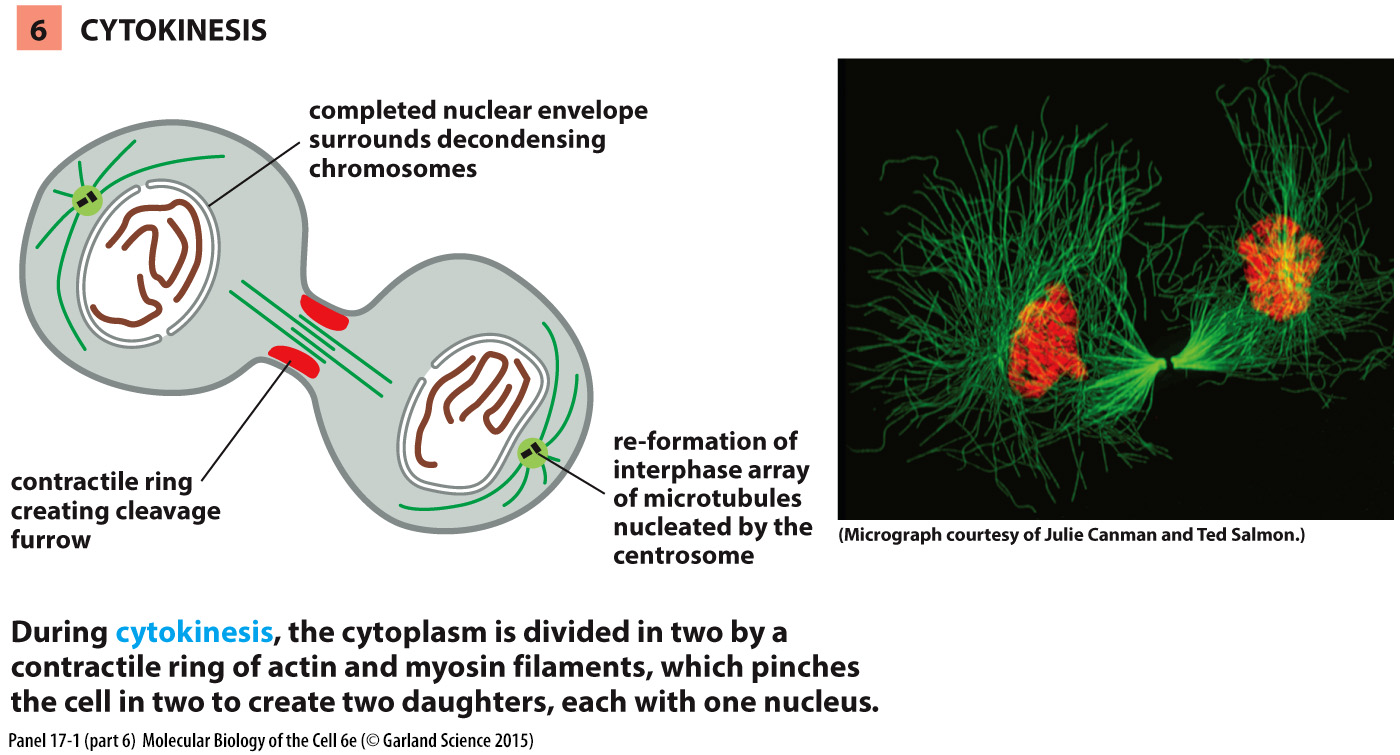 6 CYTOKINESIS
completed nuclear envelope
surrounds decondensing
chromosomes
contractile ring
creating cleavage
furrow
re-formation of
interphase array
of microtubules
nucleated by the
centrosome
(Micrograph courtesy of Julie Canman and Ted Salmon.)
During cytokinesis, the cytoplasm is divided in two by a
contractile ring of actin and myosin filaments, which pinches
the cell in two to create two daughters, each with one nucleus.
Panel 17-1 (part 6) Molecular Biology of the Cell 6e (© Garland Science 2015)